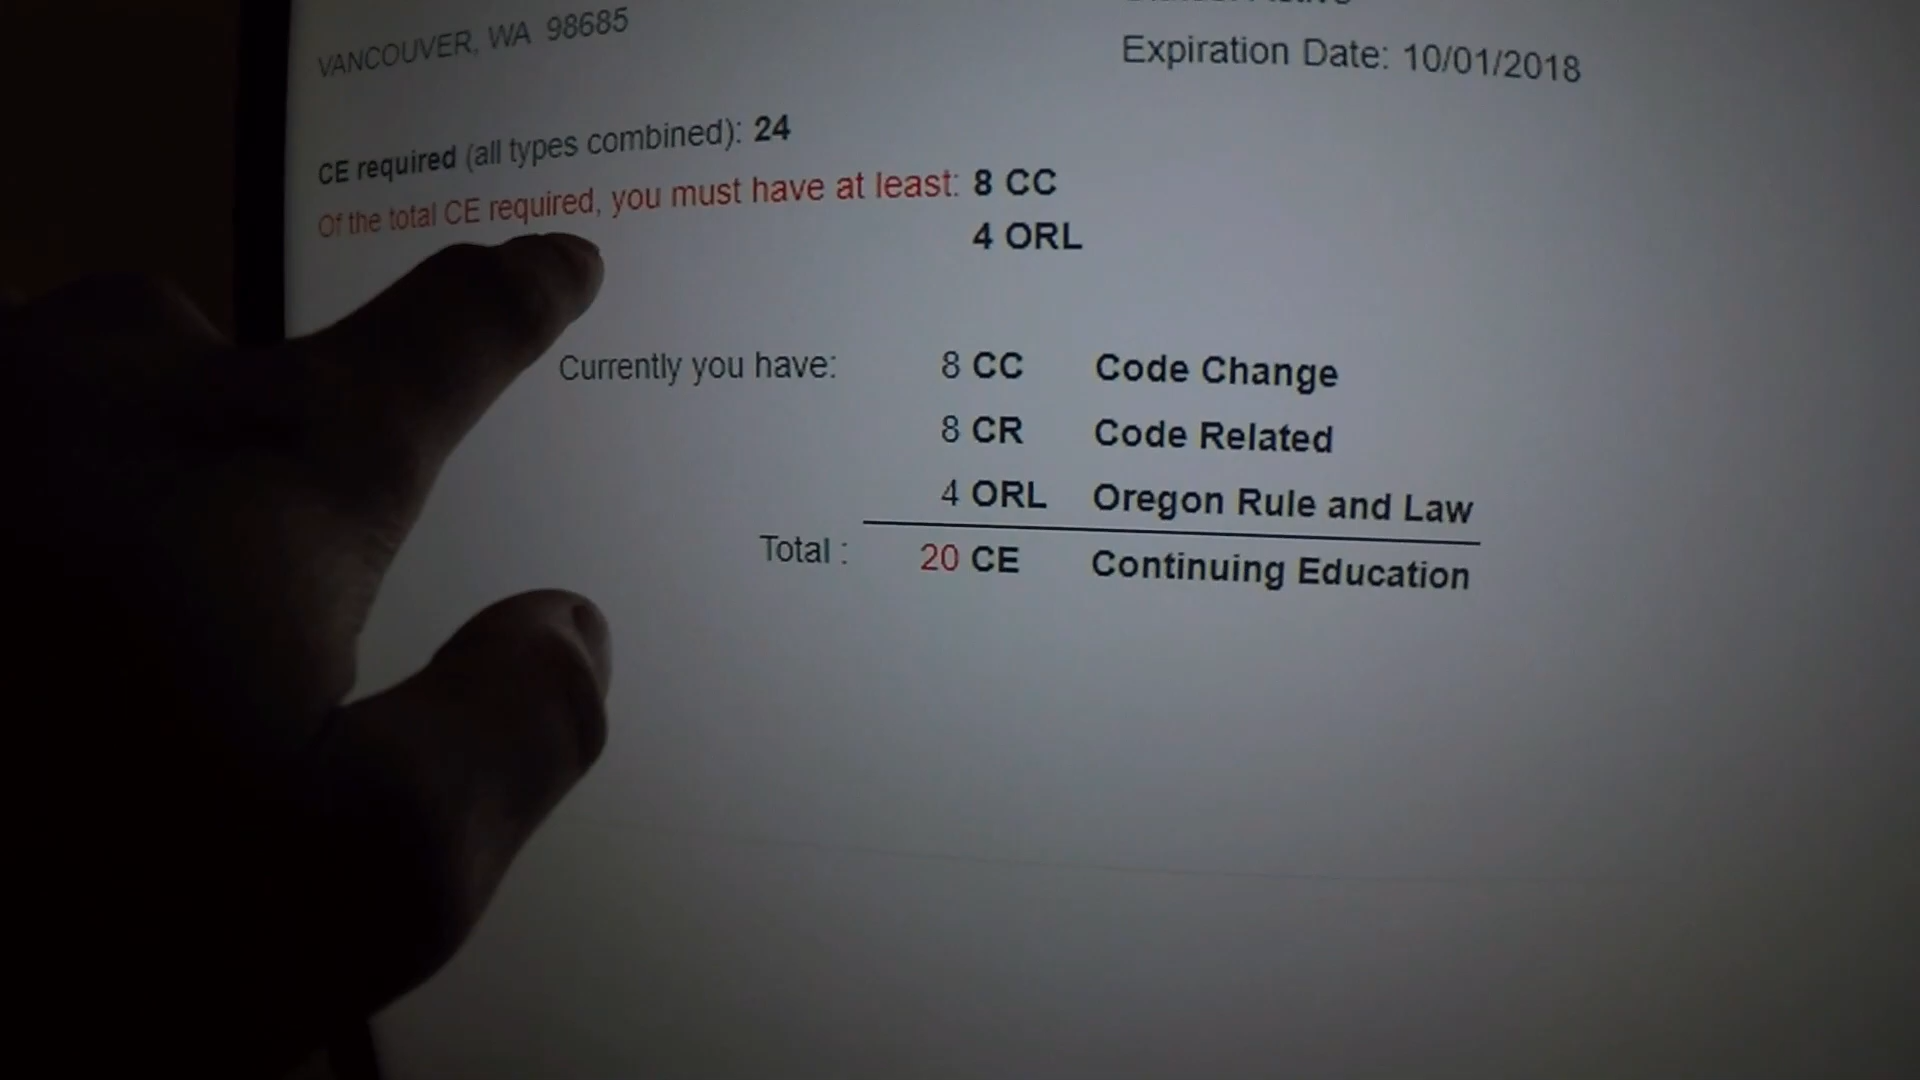 VANCOUVER, WA 98685
Expiration Date: 10/01/2018
CE required (all types combined): 24
Of the total CE required, you must have at least: 8 CC
4 ORL
Currently you have: 8 CC Code Change
8 CR Code Related
4 ORL Oregon Rule and Law
Total : 20 CE Continuing Education